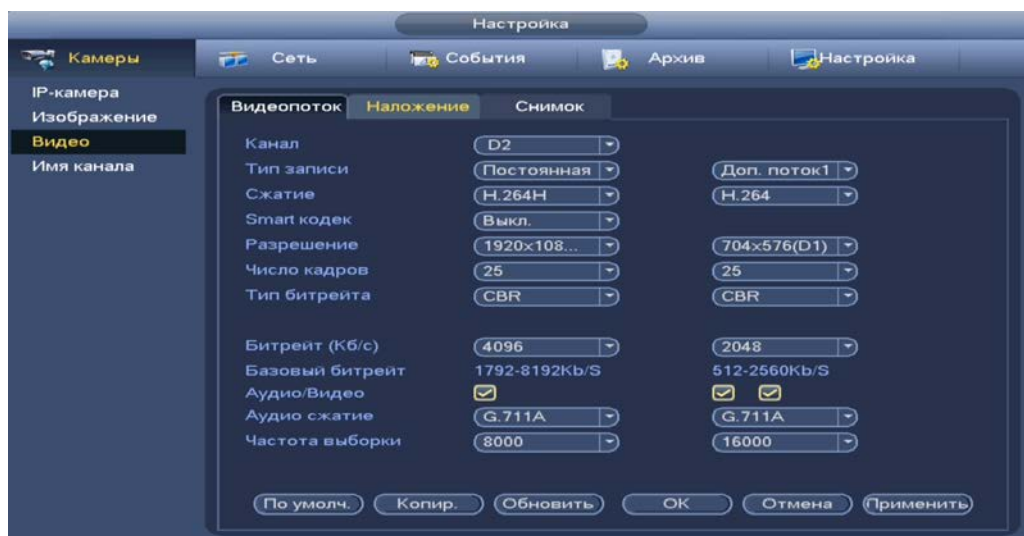 Настройка
Камеры Сеть События Архив Настройка
IP-камера
Изображение
Видео
Имя канала
Видеопоток Наложение Снимок
Канал D2
Тип записи Постоянная Доп. поток1
Сжатие H.264H H.264
Smart кодек Выкл.
Разрешение 1920x108... 704x576(D1)
Число кадров 25 25
Тип битрейта CBR CBR
Битрейт (Кб/с) 4096 2048
Базовый битрейт 1792-8192Kb/S 512-2560Kb/S
Аудио/Видео
Аудио сжатие G.711A G.711A
Частота выборки 8000 16000
По умолч. Копир. Обновить OK Отмена Применить